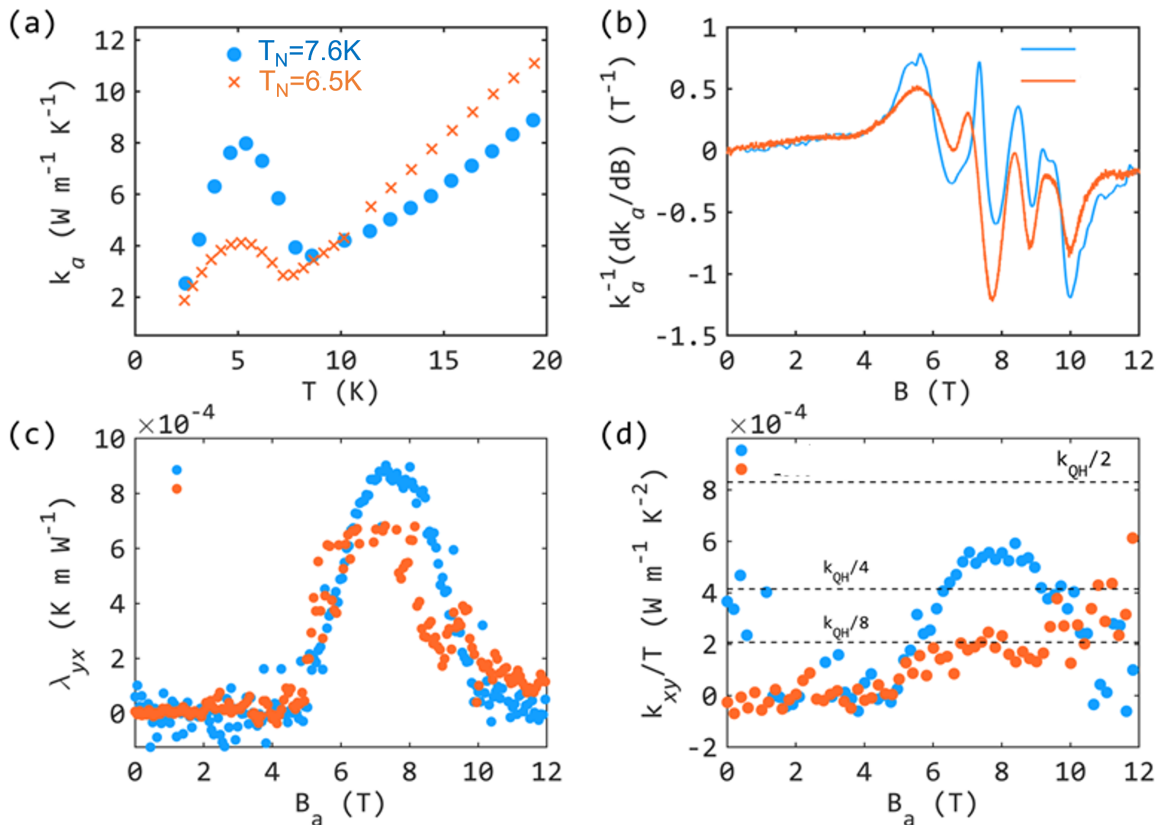 (a)
12
10
8
6
4
2
k_a (W m⁻¹ K⁻¹)
T_N=7.6K
T_N=6.5K
0 5 10 15 20
T (K)
(b)
1
0.5
0
-0.5
-1
-1.5
k_a⁻¹(dk_a/dB) (T⁻¹)
0 2 4 6 8 10 12
B (T)
(c)
×10⁻⁴
10
8
6
4
2
0
λ_yx (K m W⁻¹)
0 2 4 6 8 10 12
B_a (T)
(d)
×10⁻⁴
8
6
4
2
0
-2
k_xy/T (W m⁻¹ K⁻²)
k_QH/2
k_QH/4
k_QH/8
0 2 4 6 8 10 12
B_a (T)